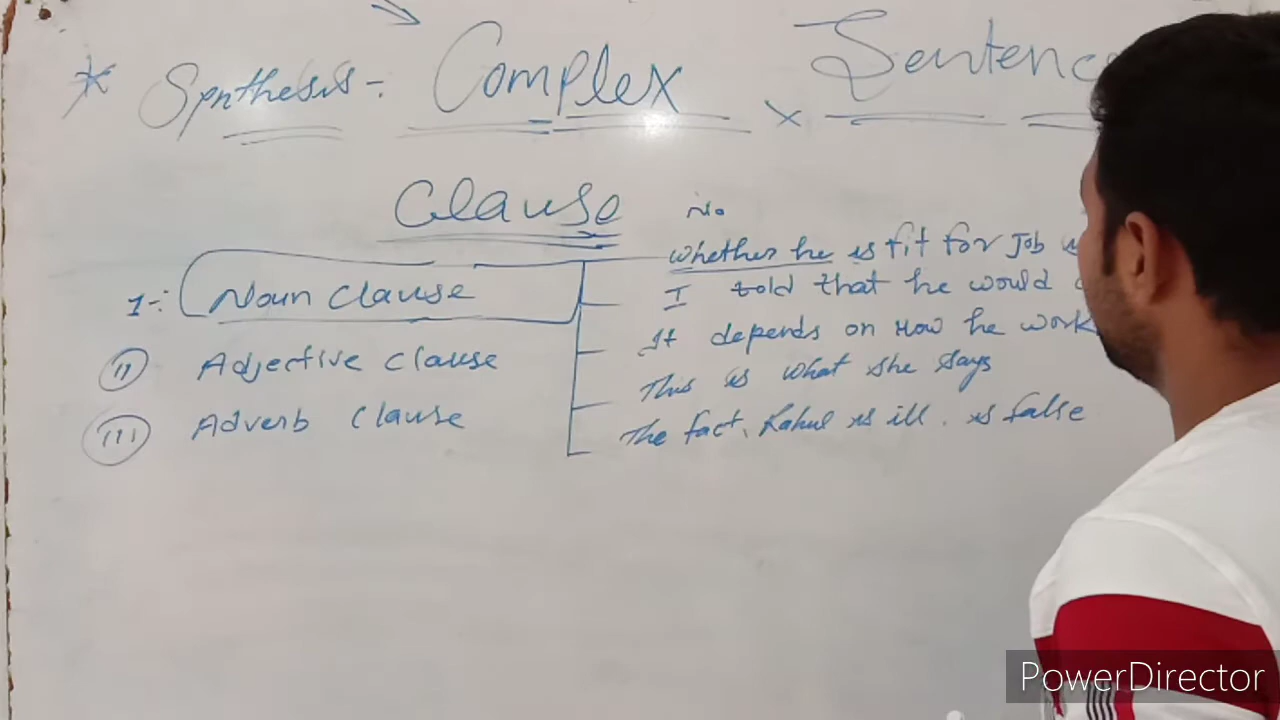 * Synthesis-: Complex Sentenc
Clause
No.
1-: Noun Clause
whether he is fit for Job
I told that he would
It depends on How he work
This is what she says
The fact, Rahul is ill. is false
(ii) Adjective Clause
(iii) Adverb Clause
PowerDirector